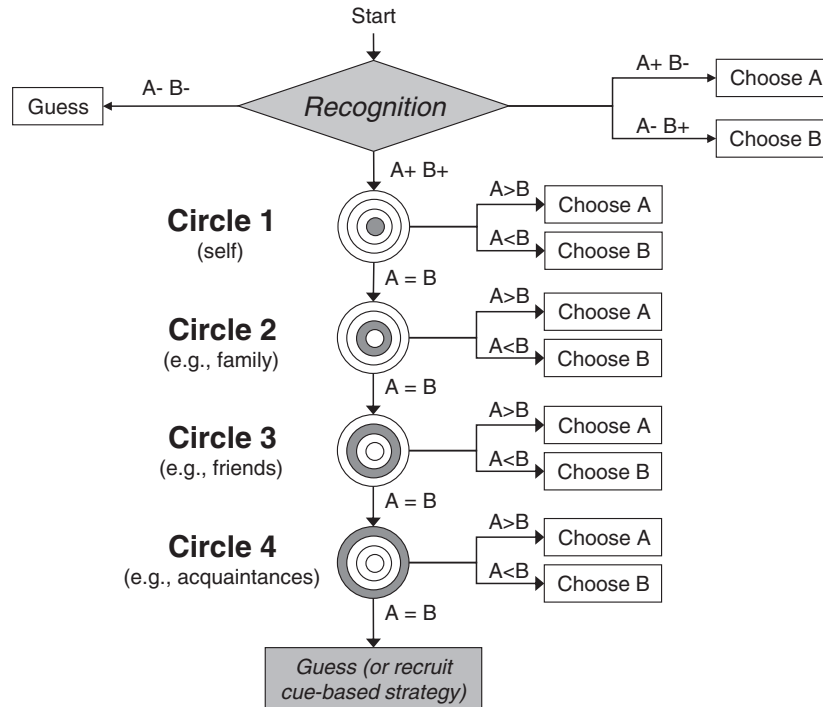 Start
Recognition
A- B-
Guess
A+ B-
Choose A
A- B+
Choose B
A+ B+
Circle 1
(self)
A>B
Choose A
A<B
Choose B
A = B
Circle 2
(e.g., family)
A>B
Choose A
A<B
Choose B
A = B
Circle 3
(e.g., friends)
A>B
Choose A
A<B
Choose B
A = B
Circle 4
(e.g., acquaintances)
A>B
Choose A
A<B
Choose B
A = B
Guess (or recruit
cue-based strategy)